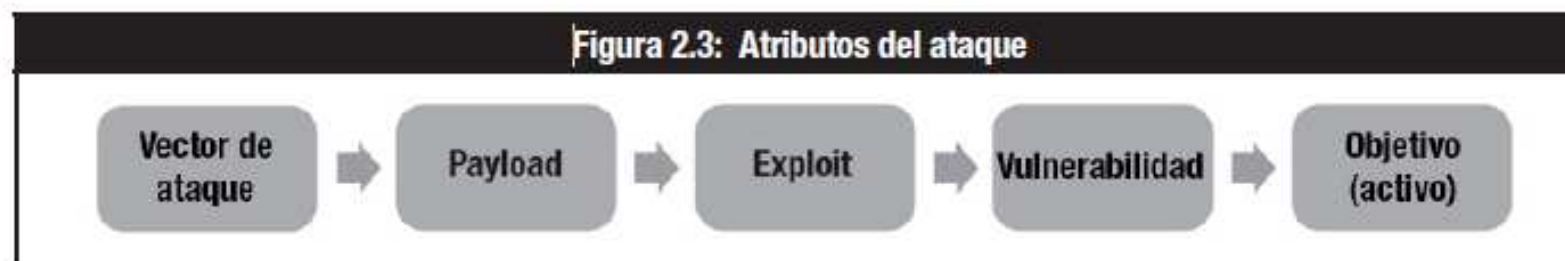 Figura 2.3: Atributos del ataque
Vector de
ataque
Payload
Exploit
Vulnerabilidad
Objetivo
(activo)